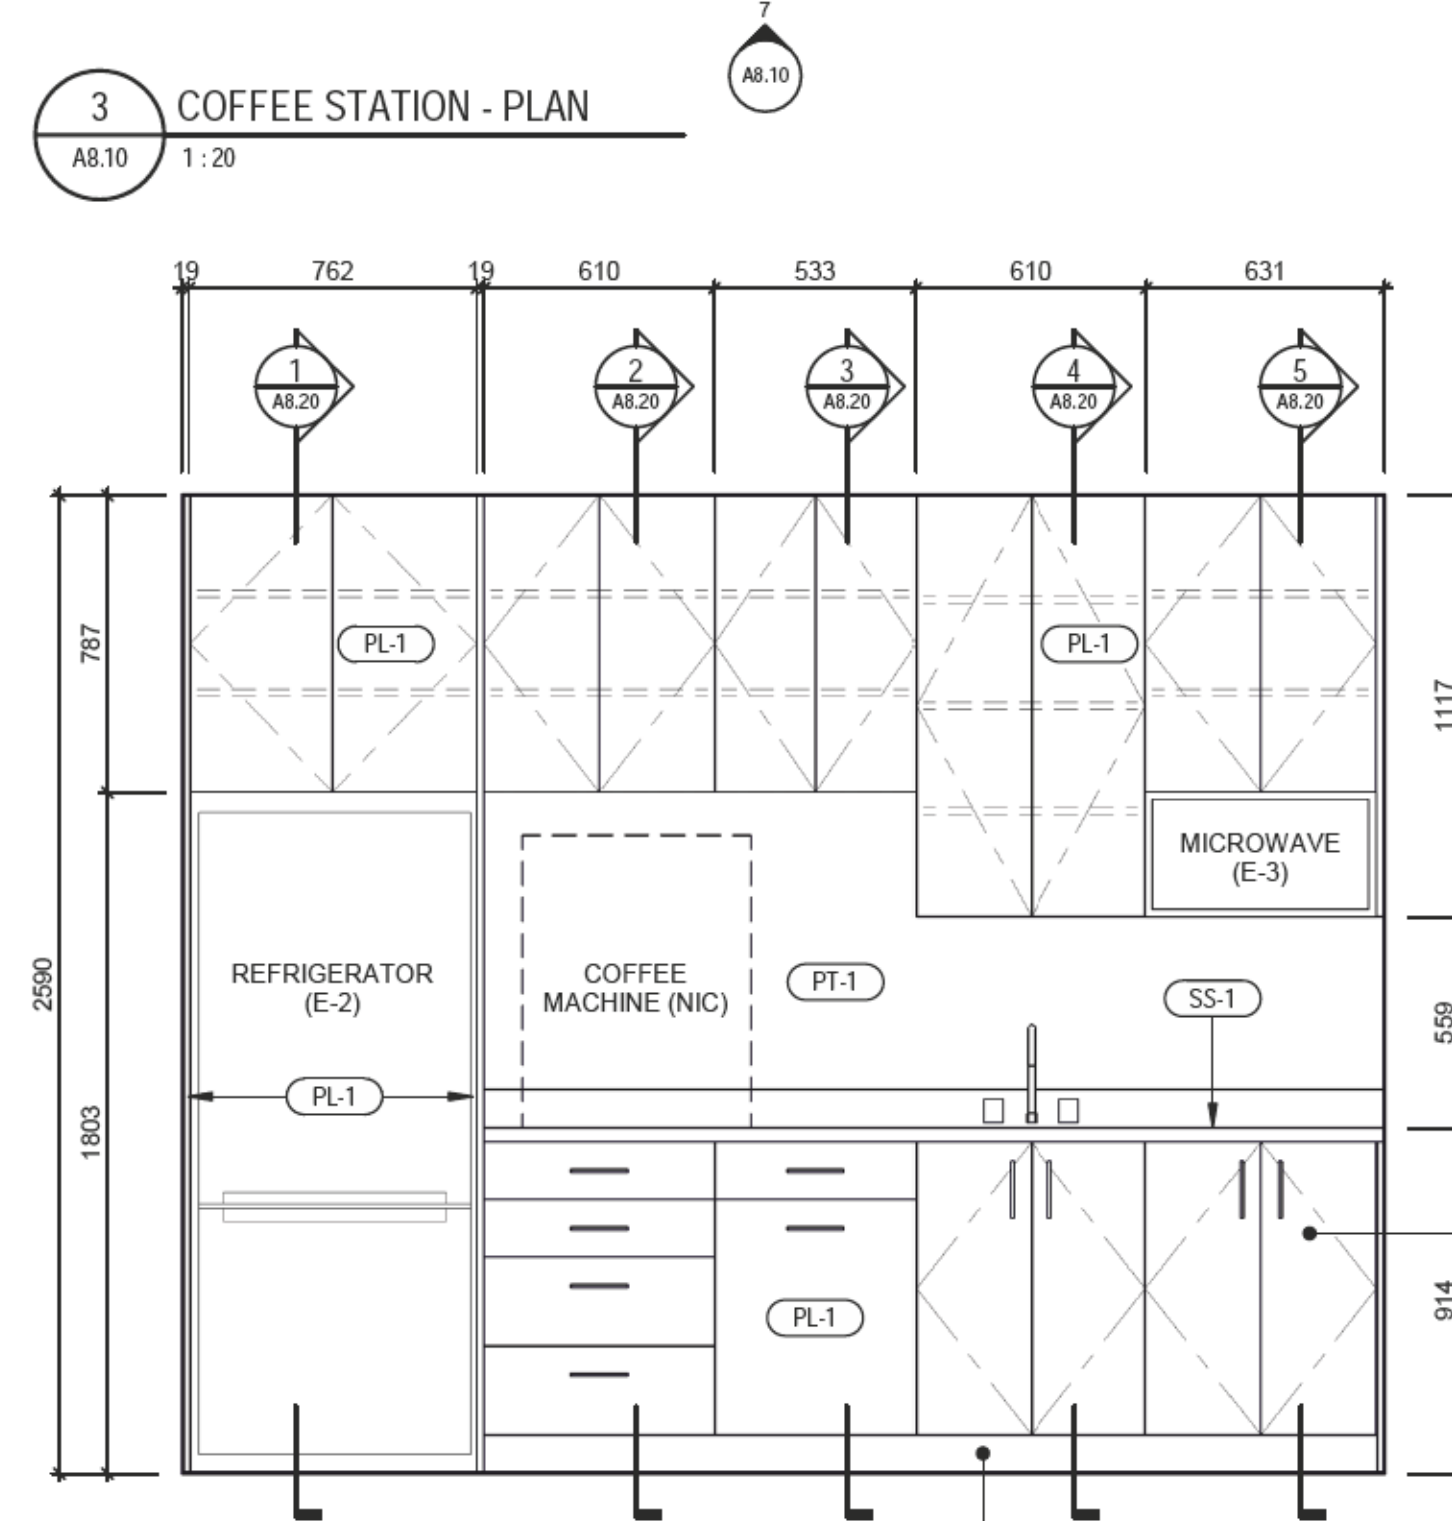 7
A8.10
3
COFFEE STATION - PLAN
A8.10
1 : 20
19 762 19 610 533 610 631
1 2 3 4 5
A8.20 A8.20 A8.20 A8.20 A8.20
787
PL-1
PL-1
1117
MICROWAVE
(E-3)
2590
REFRIGERATOR
(E-2)
COFFEE
MACHINE (NIC)
PT-1
SS-1
559
PL-1
1803
PL-1
914